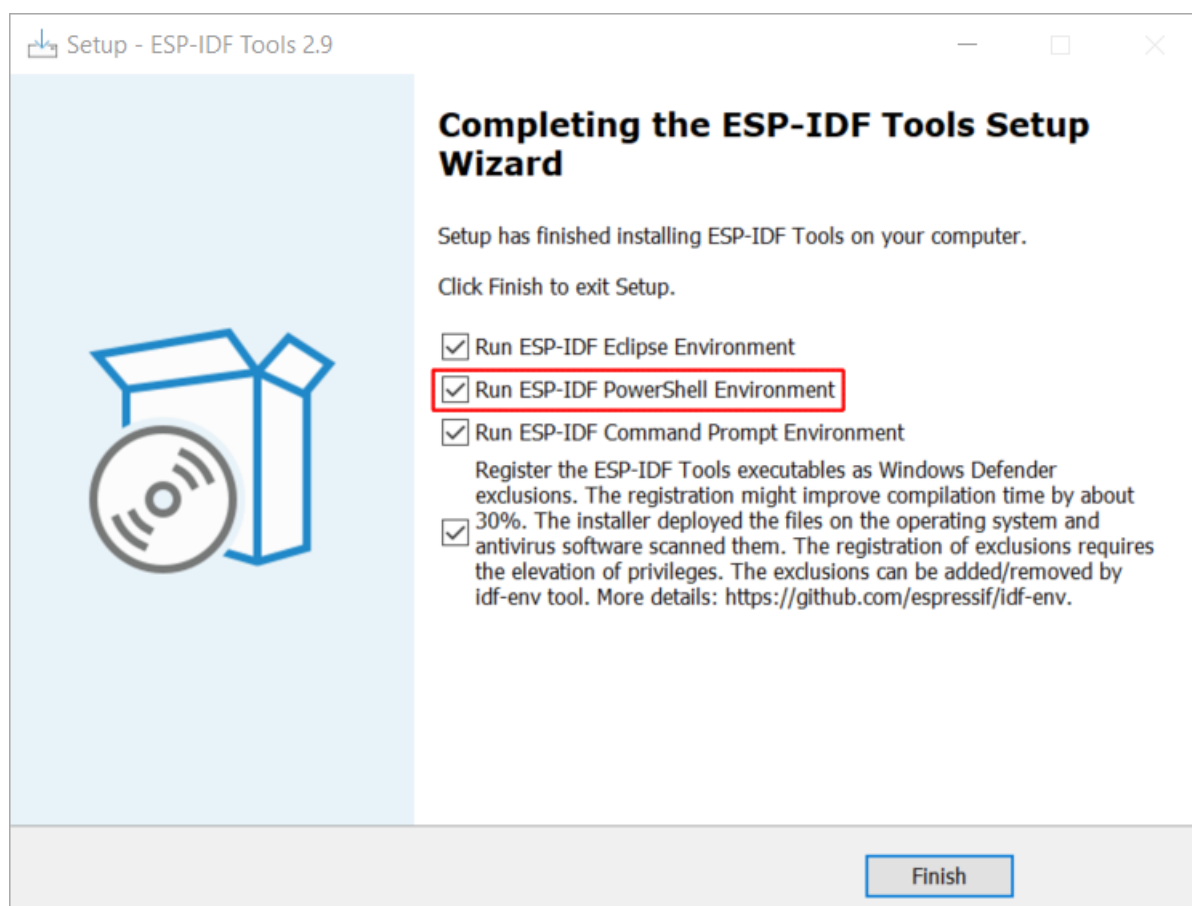 Setup - ESP-IDF Tools 2.9
Completing the ESP-IDF Tools Setup
Wizard
Setup has finished installing ESP-IDF Tools on your computer.
Click Finish to exit Setup.
Run ESP-IDF Eclipse Environment
Run ESP-IDF PowerShell Environment
Run ESP-IDF Command Prompt Environment
Register the ESP-IDF Tools executables as Windows Defender
exclusions. The registration might improve compilation time by about
30%. The installer deployed the files on the operating system and
antivirus software scanned them. The registration of exclusions requires
the elevation of privileges. The exclusions can be added/removed by
idf-env tool. More details: https://github.com/espressif/idf-env.
Finish